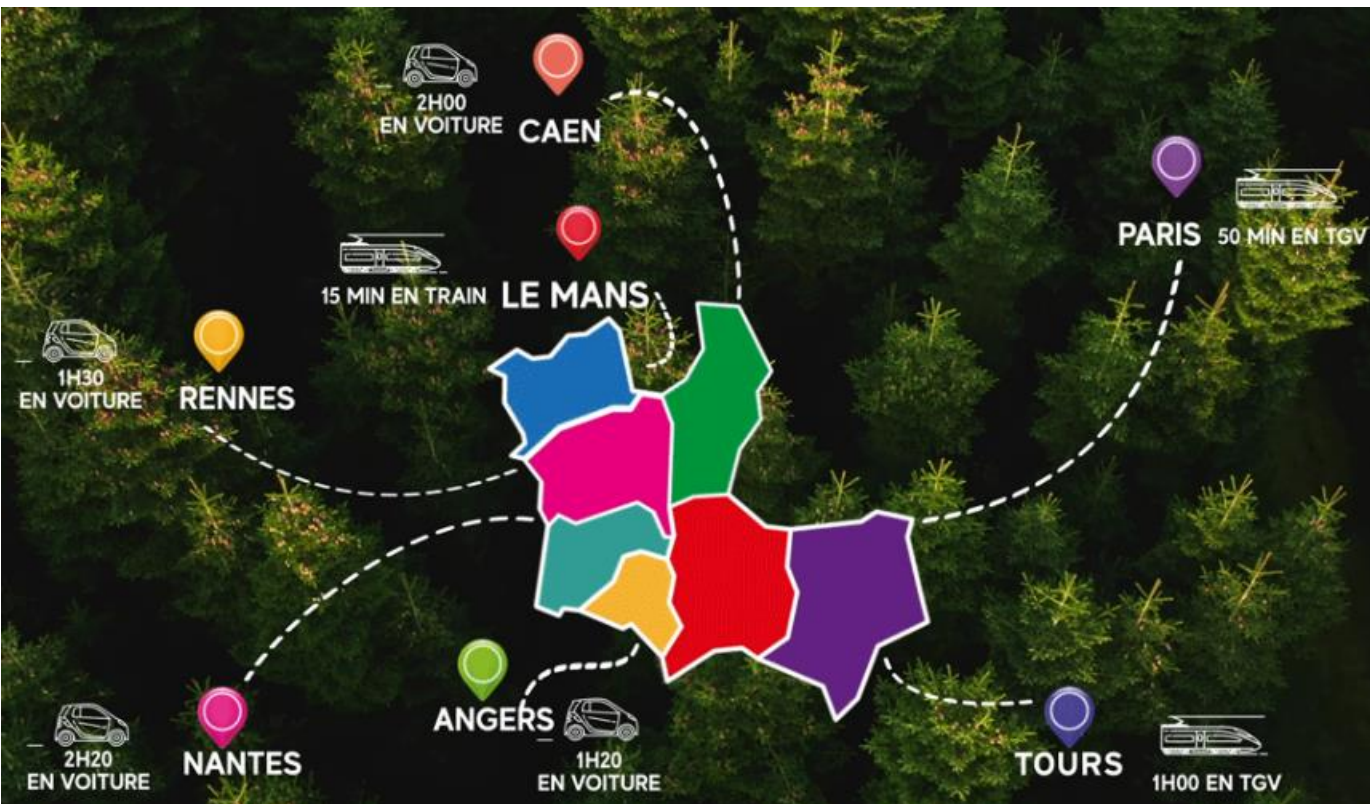 2H00
EN VOITURE
CAEN
PARIS
50 MIN EN TGV
15 MIN EN TRAIN
LE MANS
1H30
EN VOITURE
RENNES
2H20
EN VOITURE
NANTES
ANGERS
1H20
EN VOITURE
TOURS
1H00 EN TGV